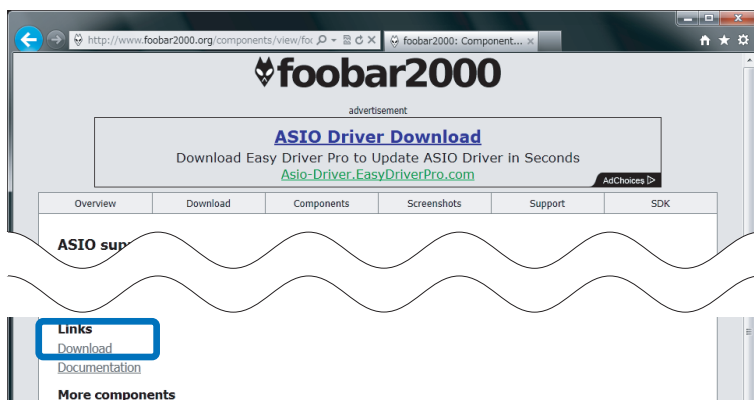 http://www.foobar2000.org/components/view/foo
foobar2000: Component...
foobar2000
advertisement
ASIO Driver Download
Download Easy Driver Pro to Update ASIO Driver in Seconds
Asio-Driver.EasyDriverPro.com
AdChoices
Overview Download Components Screenshots Support SDK
ASIO
Links
Download
Documentation
More components